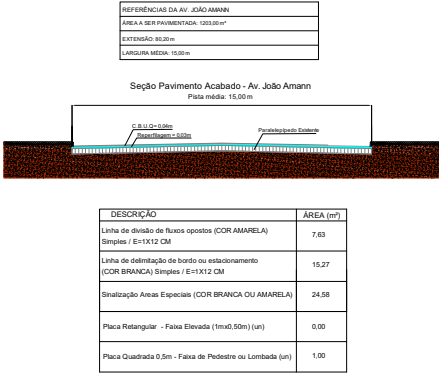 REFERÊNCIAS DA AV. JOÃO AMANN
ÁREA A SER PAVIMENTADA: 1203,00 m²
EXTENSÃO: 80,20 m
LARGURA MÉDIA: 15,00 m
Seção Pavimento Acabado - Av. João Amann
Pista média: 15,00 m
C.B.U.Q= 0,04m
Reperfilagem = 0,03m
Paralelepípedo Existente
DESCRIÇÃO ÁREA (m²)
Linha de divisão de fluxos opostos (COR AMARELA)
Simples / E=1X12 CM
7,63
Linha de delimitação de bordo ou estacionamento
(COR BRANCA) Simples / E=1X12 CM
15,27
Sinalização Areas Especiais (COR BRANCA OU AMARELA) 24,58
Placa Retangular - Faixa Elevada (1mx0,50m) (un) 0,00
Placa Quadrada 0,5m - Faixa de Pedestre ou Lombada (un) 1,00